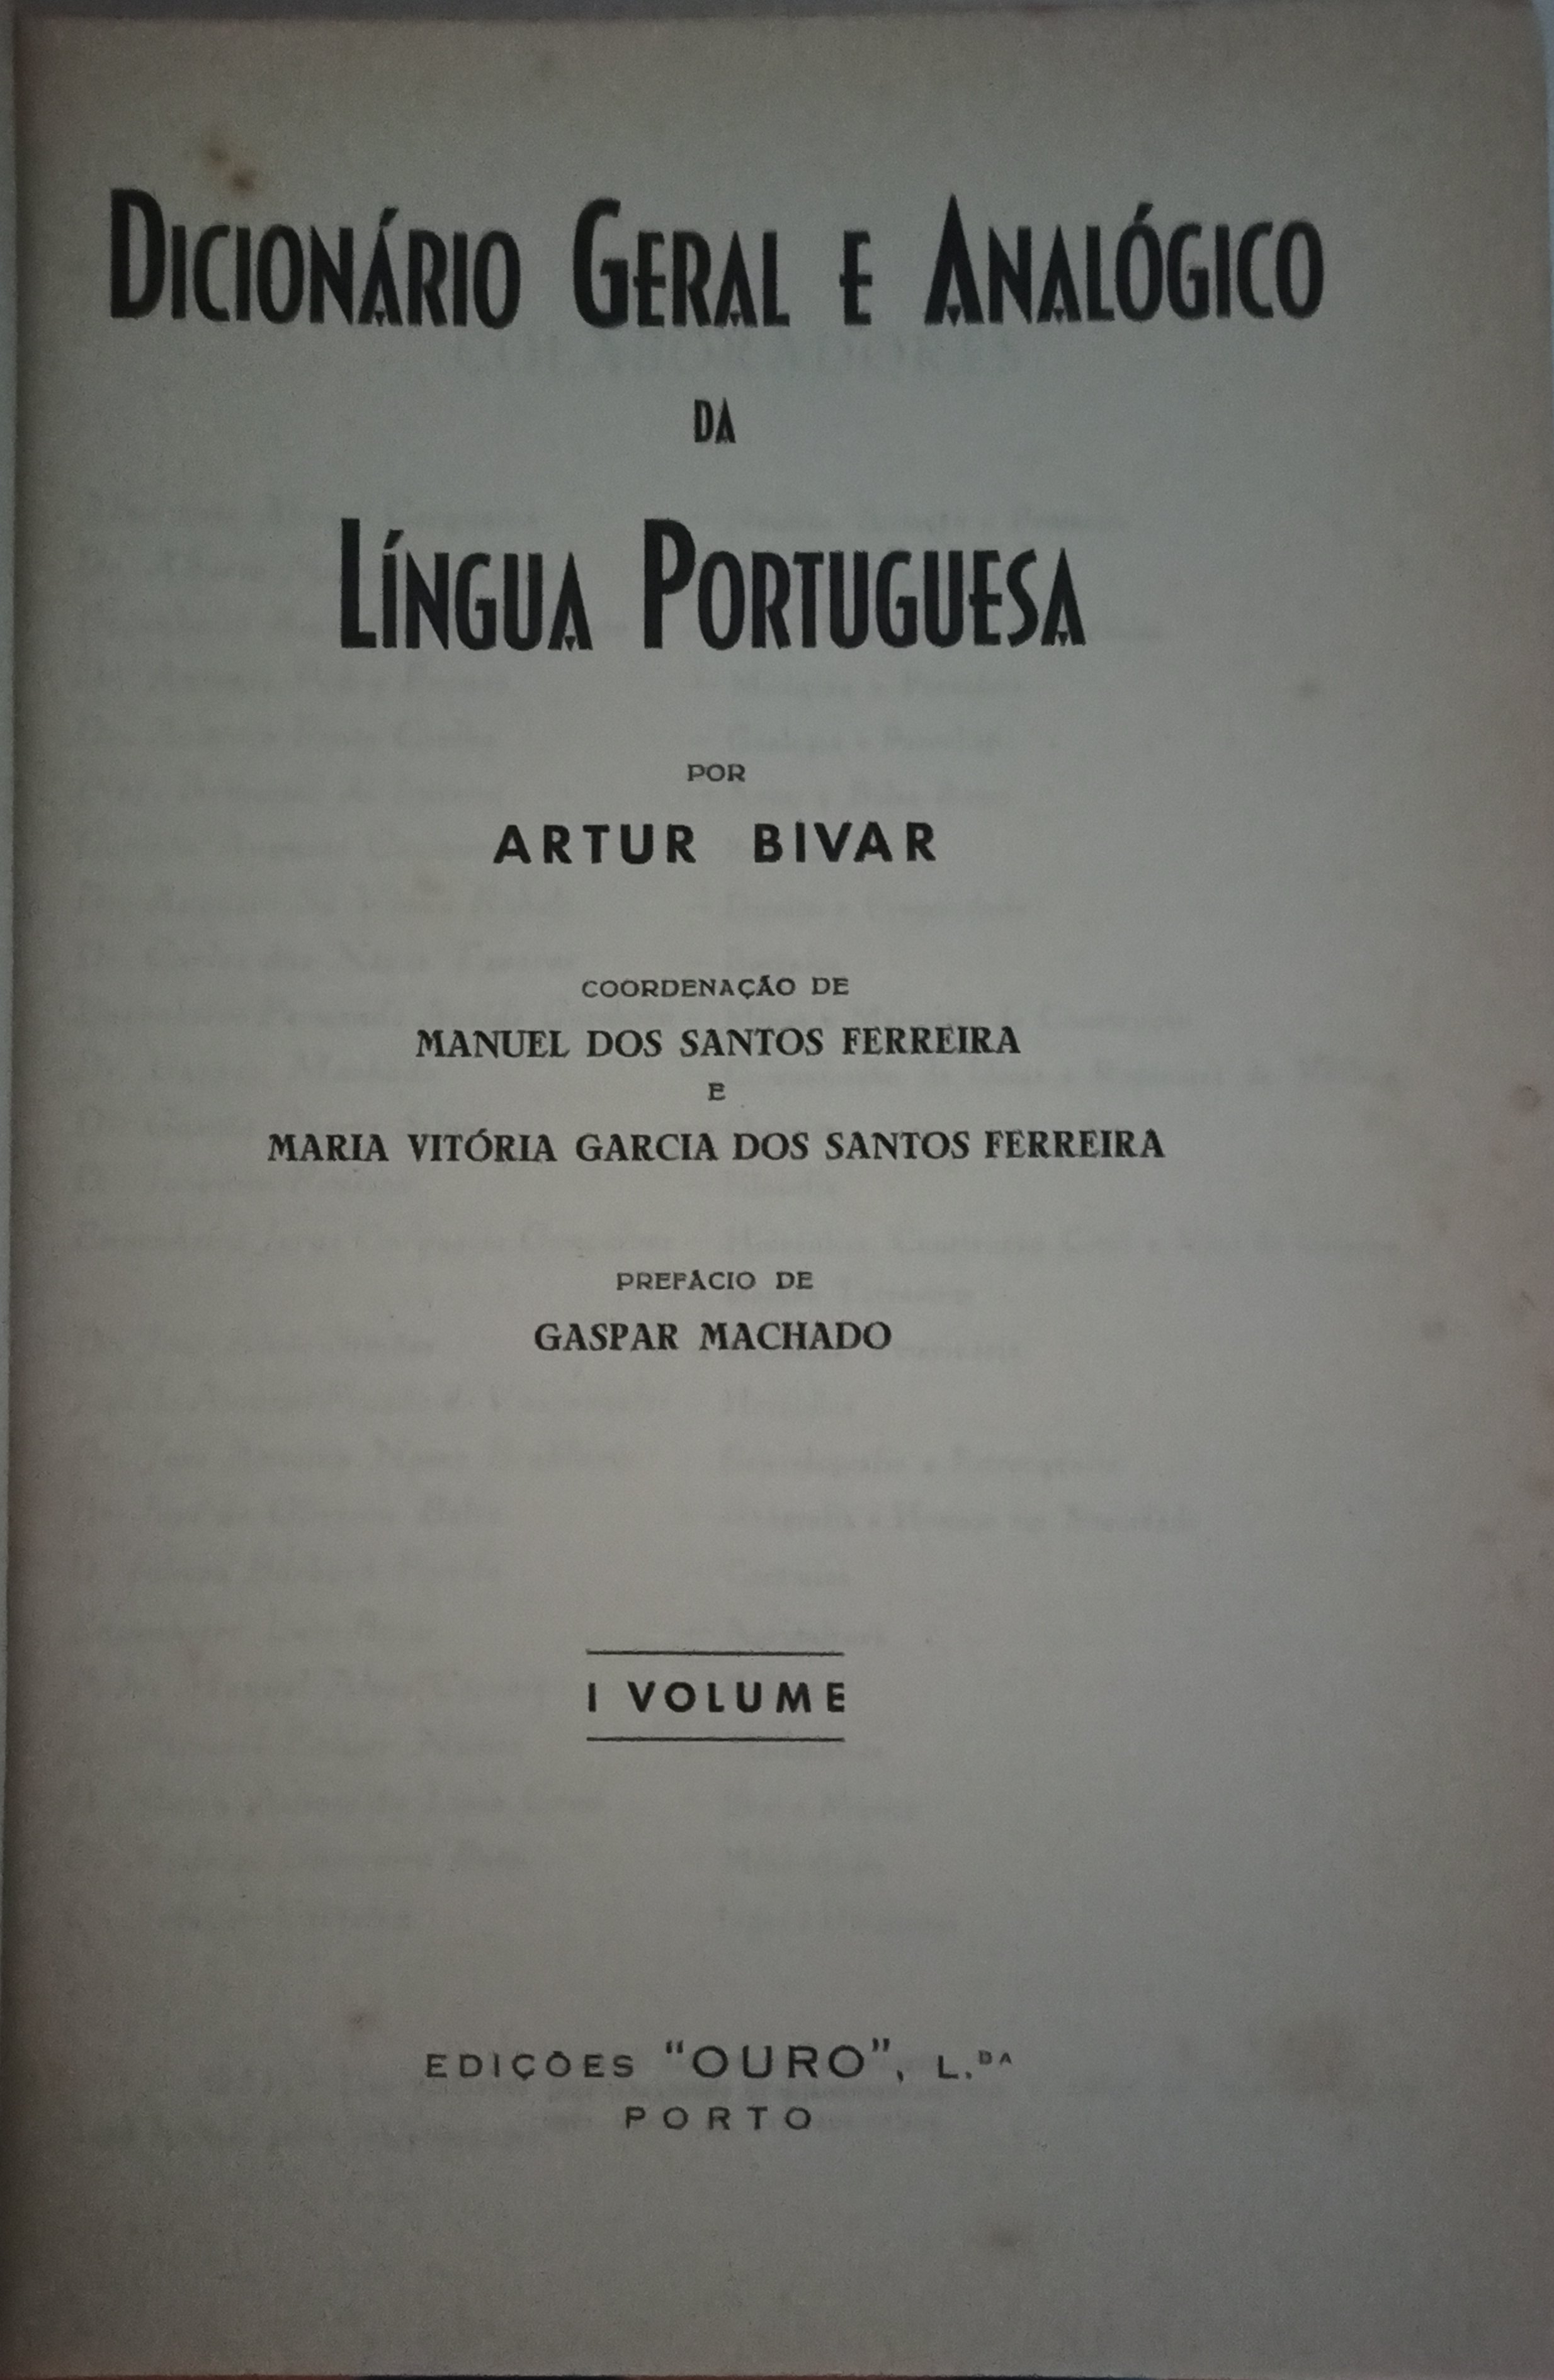 DICIONÁRIO GERAL E ANALÓGICO
DA
LÍNGUA PORTUGUESA
POR
ARTUR BIVAR
COORDENAÇÃO DE
MANUEL DOS SANTOS FERREIRA
E
MARIA VITÓRIA GARCIA DOS SANTOS FERREIRA
PREFÁCIO DE
GASPAR MACHADO
I VOLUME
EDIÇÕES "OURO", L.DA
PORTO